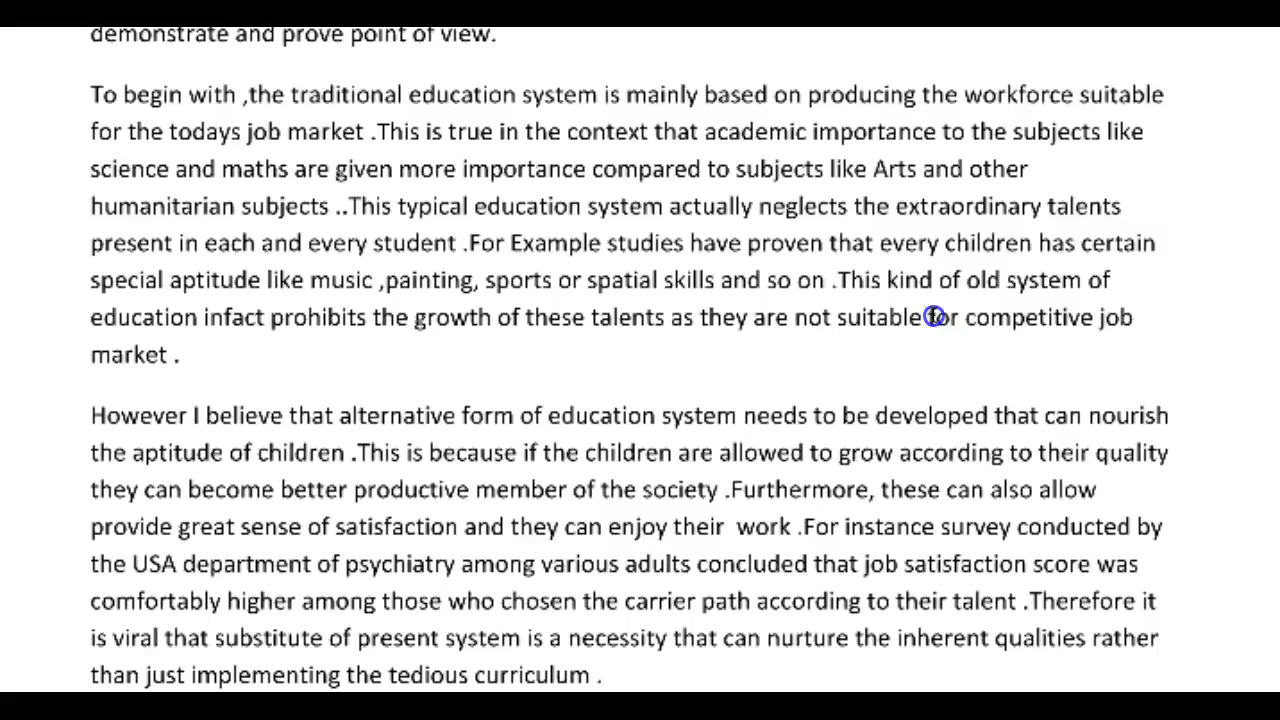 demonstrate and prove point of view.
To begin with ,the traditional education system is mainly based on producing the workforce suitable
for the todays job market .This is true in the context that academic importance to the subjects like
science and maths are given more importance compared to subjects like Arts and other
humanitarian subjects ..This typical education system actually neglects the extraordinary talents
present in each and every student .For Example studies have proven that every children has certain
special aptitude like music ,painting, sports or spatial skills and so on .This kind of old system of
education infact prohibits the growth of these talents as they are not suitable for competitive job
market .
However I believe that alternative form of education system needs to be developed that can nourish
the aptitude of children .This is because if the children are allowed to grow according to their quality
they can become better productive member of the society .Furthermore, these can also allow
provide great sense of satisfaction and they can enjoy their  work .For instance survey conducted by
the USA department of psychiatry among various adults concluded that job satisfaction score was
comfortably higher among those who chosen the carrier path according to their talent .Therefore it
is viral that substitute of present system is a necessity that can nurture the inherent qualities rather
than just implementing the tedious curriculum .